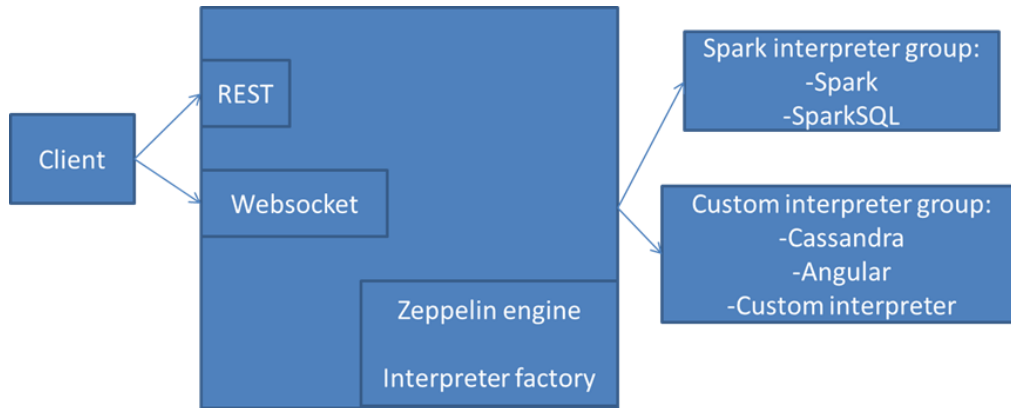 Client
REST
Websocket
Zeppelin engine
Interpreter factory
Spark interpreter group:
-Spark
-SparkSQL
Custom interpreter group:
-Cassandra
-Angular
-Custom interpreter